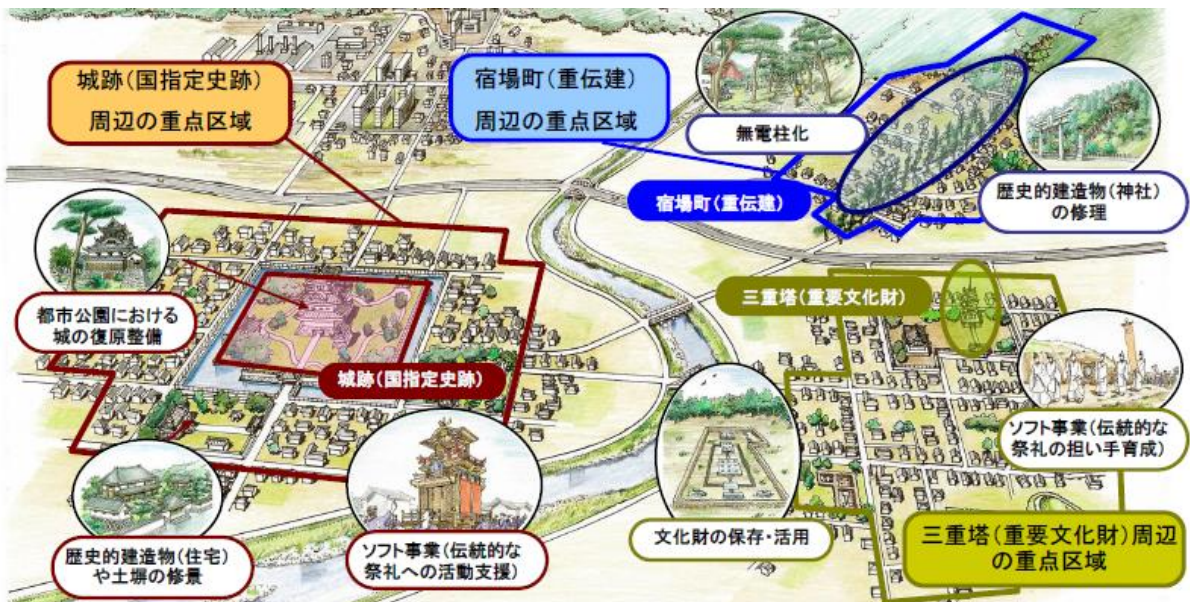 城跡(国指定史跡)
周辺の重点区域
宿場町(重伝建)
周辺の重点区域
無電柱化
宿場町(重伝建)
歴史的建造物(神社)
の修理
都市公園における
城の復原整備
城跡(国指定史跡)
三重塔(重要文化財)
ソフト事業(伝統的な
祭礼の担い手育成)
歴史的建造物(住宅)
や土塀の修景
ソフト事業(伝統的な
祭礼への活動支援)
文化財の保存・活用
三重塔(重要文化財)周辺
の重点区域